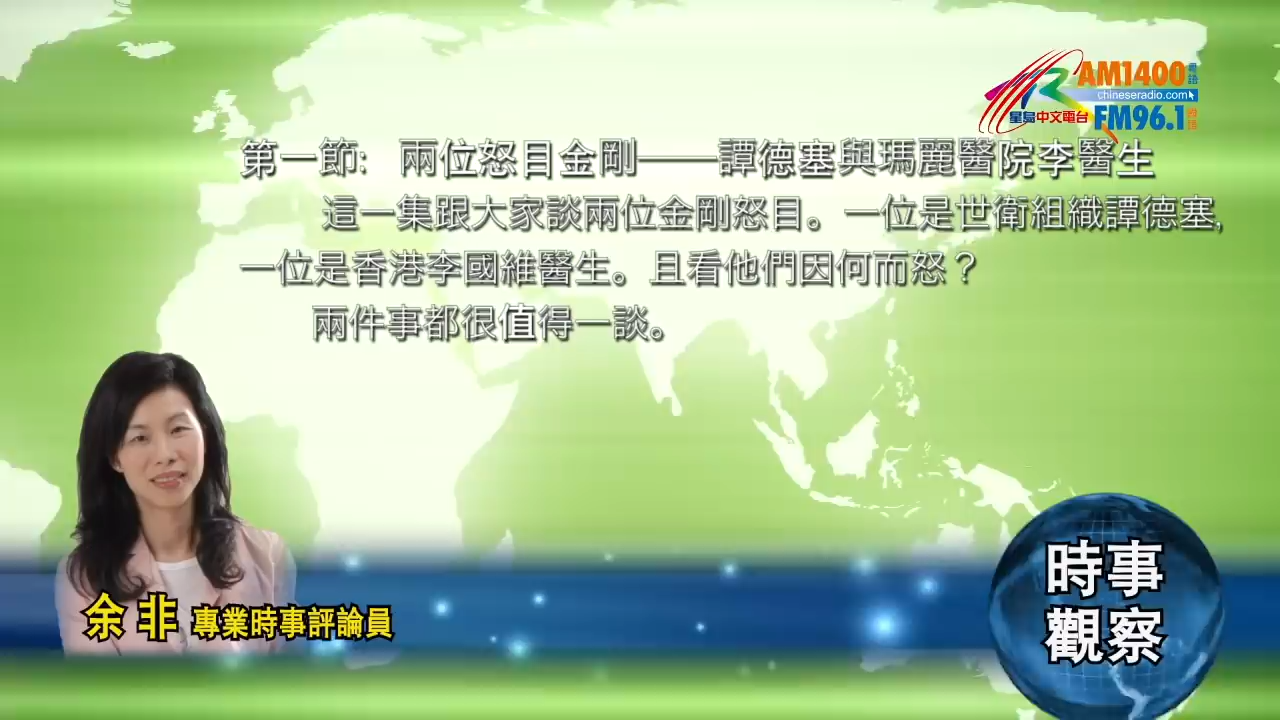 AM1400 粵語
chineseradio.com
星島中文電台 FM96.1 國語
第一節: 兩位怒目金剛——譚德塞與瑪麗醫院李醫生
這一集跟大家談兩位金剛怒目。一位是世衛組織譚德塞,
一位是香港李國維醫生。且看他們因何而怒？
兩件事都很值得一談。
時事
觀察
余非 專業時事評論員